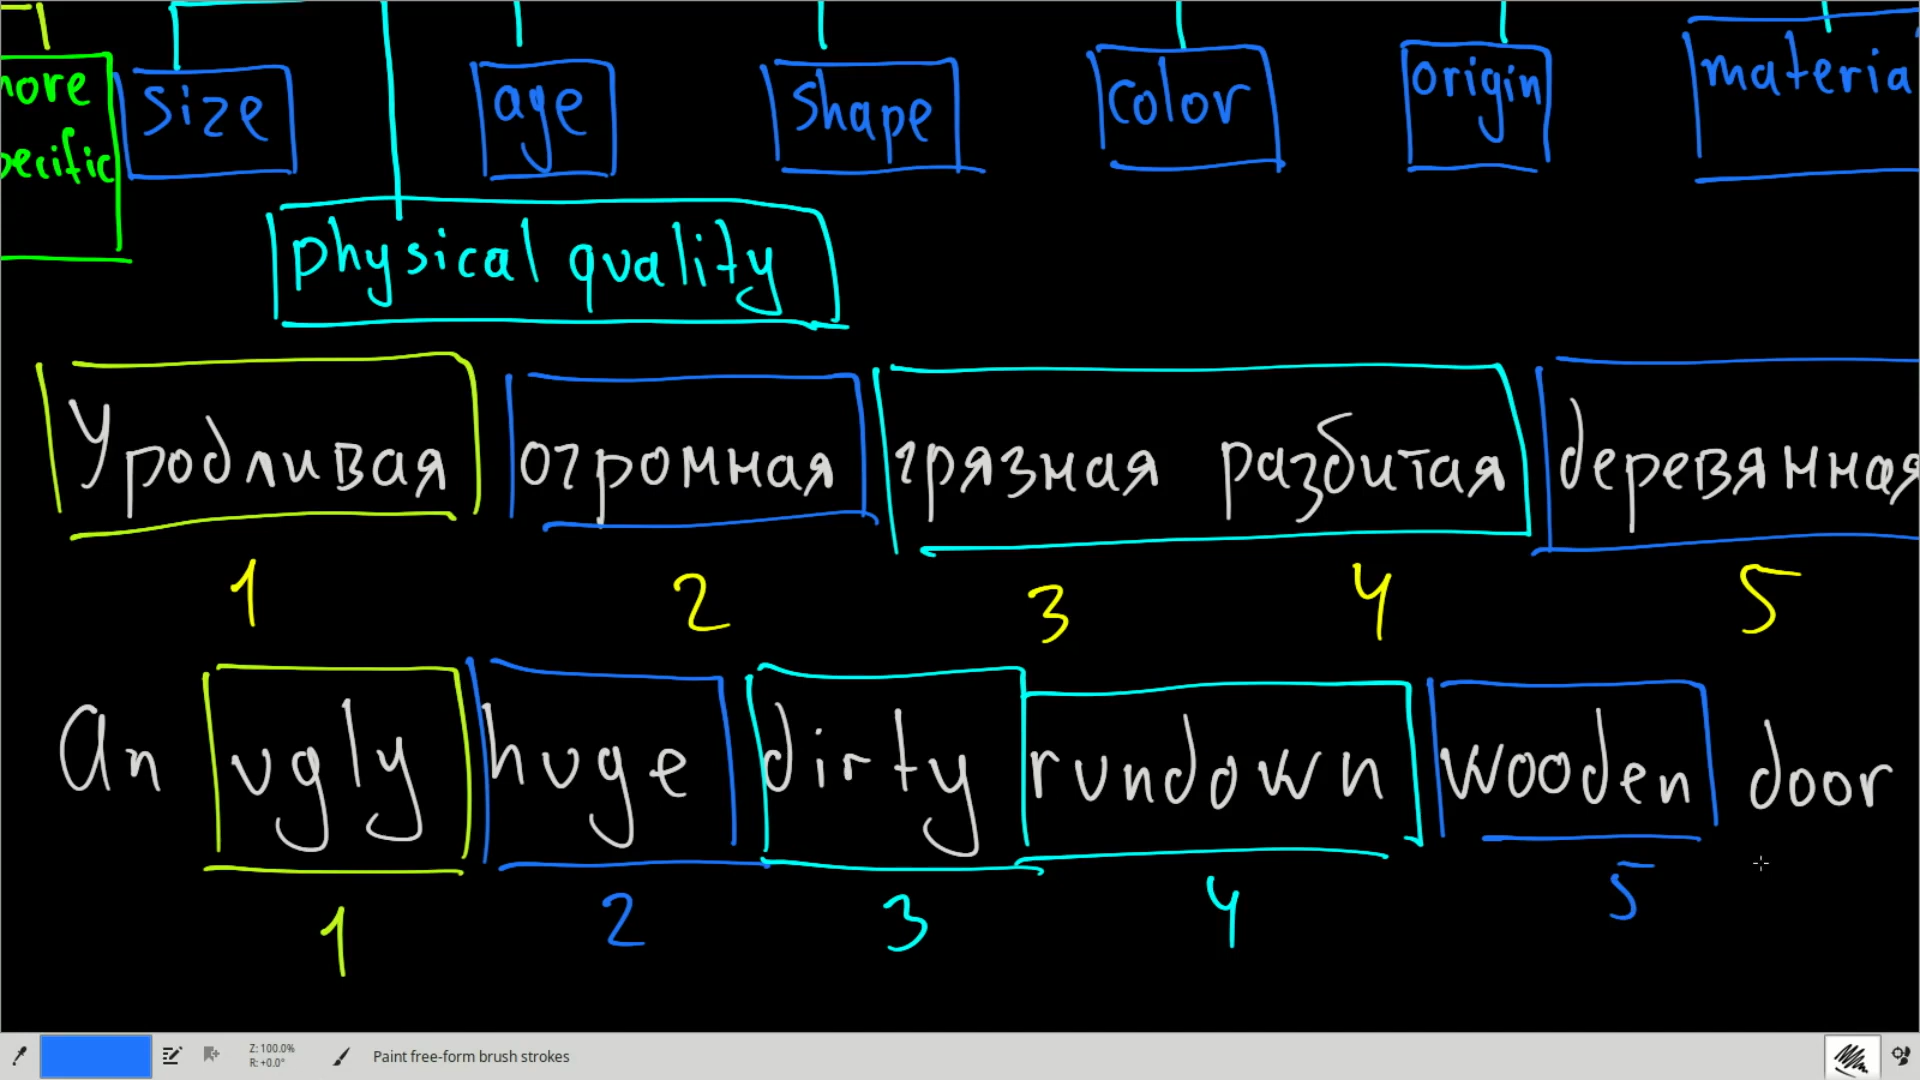 more
specific
size age shape color origin materia
physical quality
Уродливая огромная грязная разбитая деревянная
1 2 3 4 5
An ugly huge dirty rundown wooden door
1 2 3 4 5
Z: 100.0%
R: +0.0°
Paint free-form brush strokes